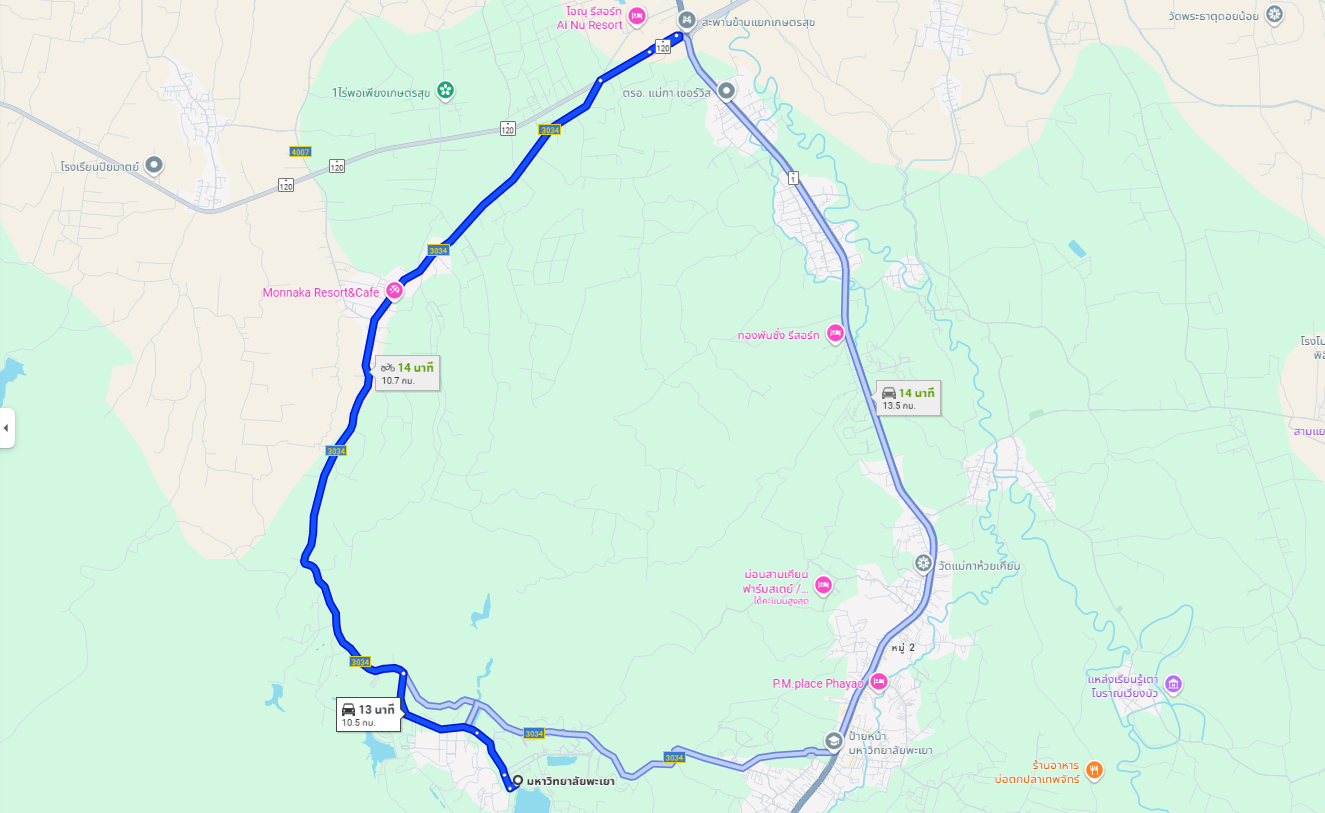 ไอณุ รีสอร์ท
Ai Nu Resort
สะพานข้ามแยกเกษตรสุข
วัดพระธาตุดอยน้อย
120
1ไร่พอเพียงเกษตรสุข
ตรอ. แม่กา เซอร์วิส
120
3034
4007
โรงเรียนปิยมาตย์
120
120
1
3034
Monnaka Resort&Cafe
กองพันซิ่ง รีสอร์ท
โรงโม
พิส
14 นาที
10.7 กม.
14 นาที
13.5 กม.
สามแย
3034
วัดแม่กาห้วยเคียน
ม่อนสามเคียน
ฟาร์มสเตย์ /...
ได้คะแนนสูงสุด
หมู่ 2
3034
P.M.place Phayao
แหล่งเรียนรู้เตา
โบราณเวียงบัว
13 นาที
10.5 กม.
3034
ป้ายหน้า
มหาวิทยาลัยพะเยา
3034
ร้านอาหาร
บ่อตกปลาเทพจักร์
มหาวิทยาลัยพะเยา